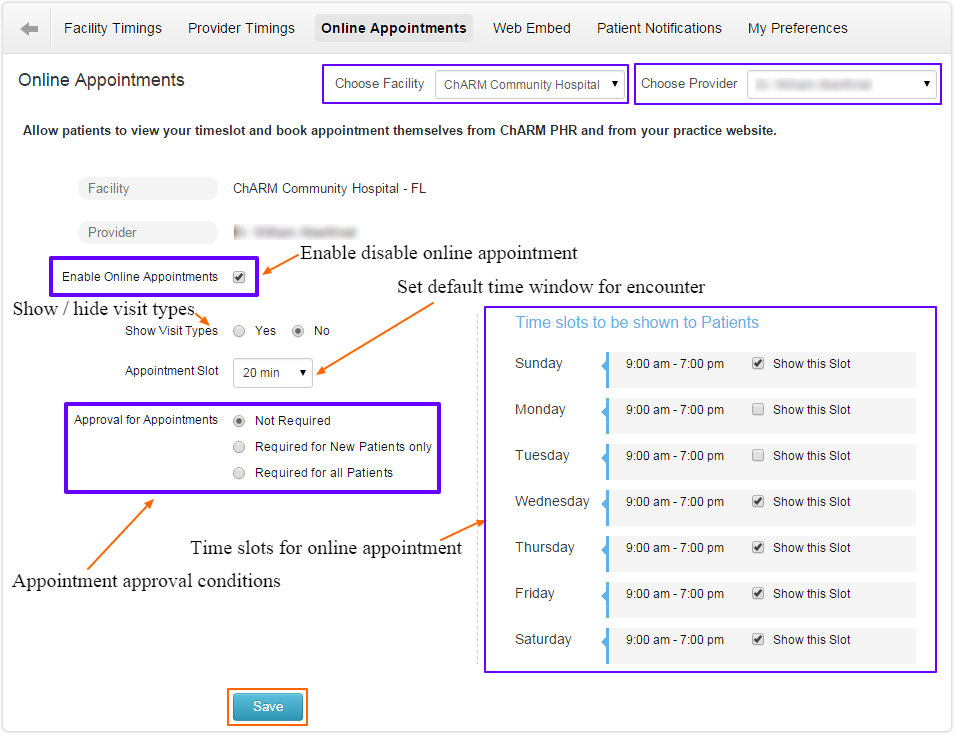 Facility Timings Provider Timings Online Appointments Web Embed Patient Notifications My Preferences
Online Appointments
Choose Facility ChARM Community Hospital
Choose Provider
Allow patients to view your timeslot and book appointment themselves from ChARM PHR and from your practice website.
Facility ChARM Community Hospital - FL
Provider
Enable disable online appointment
Enable Online Appointments
Set default time window for encounter
Show / hide visit types
Show Visit Types Yes No
Appointment Slot 20 min
Approval for Appointments Not Required
Required for New Patients only
Required for all Patients
Time slots for online appointment
Appointment approval conditions
Time slots to be shown to Patients
Sunday 9:00 am - 7:00 pm Show this Slot
Monday 9:00 am - 7:00 pm Show this Slot
Tuesday 9:00 am - 7:00 pm Show this Slot
Wednesday 9:00 am - 7:00 pm Show this Slot
Thursday 9:00 am - 7:00 pm Show this Slot
Friday 9:00 am - 7:00 pm Show this Slot
Saturday 9:00 am - 7:00 pm Show this Slot
Save